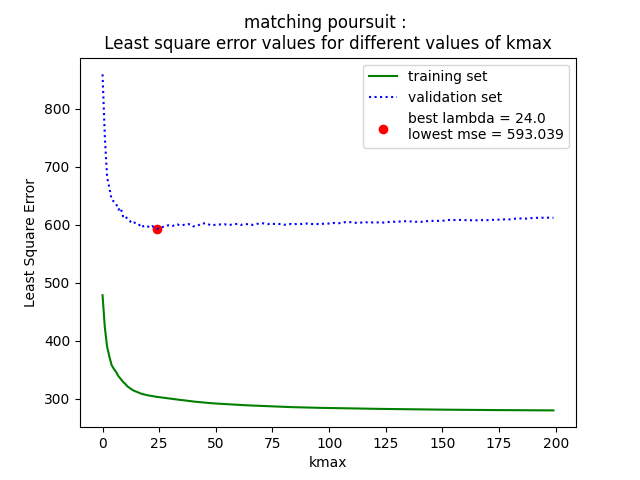 matching poursuit :
Least square error values for different values of kmax
training set
validation set
best lambda = 24.0
lowest mse = 593.039
Least Square Error
800
700
600
500
400
300
0 25 50 75 100 125 150 175 200
kmax